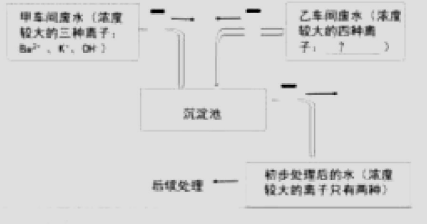 甲车间废水（浓度
较大的三种离子：
Ba²⁺、K⁺、OH⁻）
乙车间废水（浓度
较大的四种离
子： ? ）
沉淀池
初步处理后的水（浓度
较大的离子只有两种）
后续处理